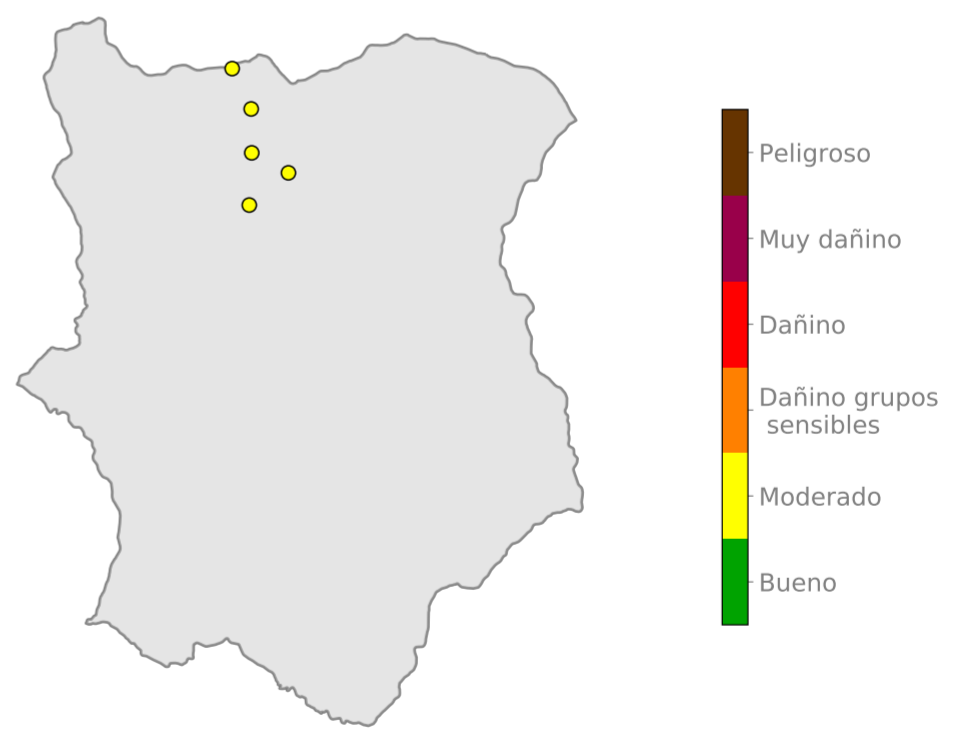 Peligroso
Muy dañino
Dañino
Dañino grupos
sensibles
Moderado
Bueno